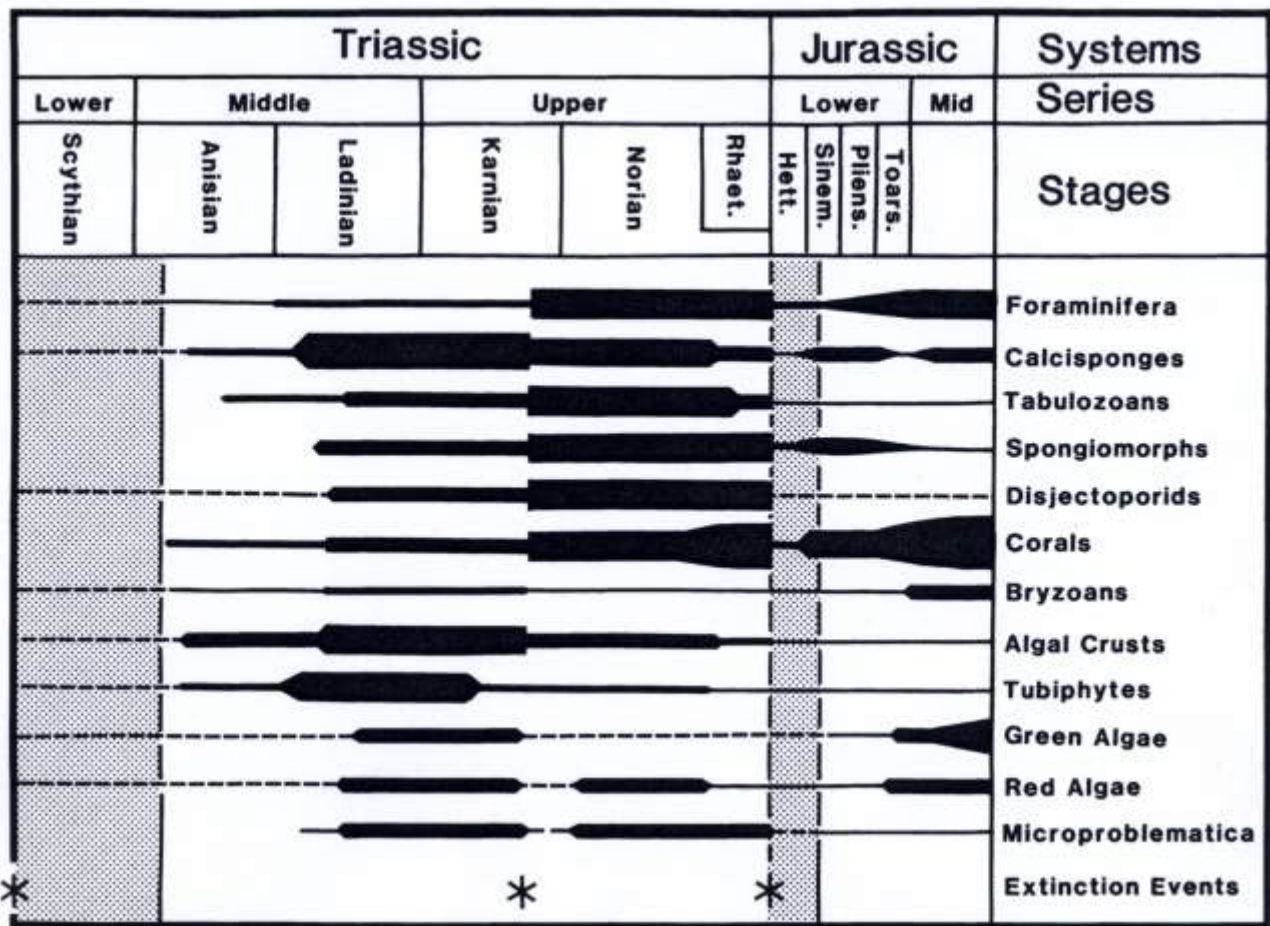 Triassic
Jurassic
Systems
Lower
Middle
Upper
Lower
Mid
Series
Scythian
Anisian
Ladinian
Karnian
Norian
Rhaet.
Hett.
Sinem.
Pliens.
Toars.
Stages
Foraminifera
Calcisponges
Tabulozoans
Spongiomorphs
Disjectoporids
Corals
Bryzoans
Algal Crusts
Tubiphytes
Green Algae
Red Algae
Microproblematica
* * * Extinction Events